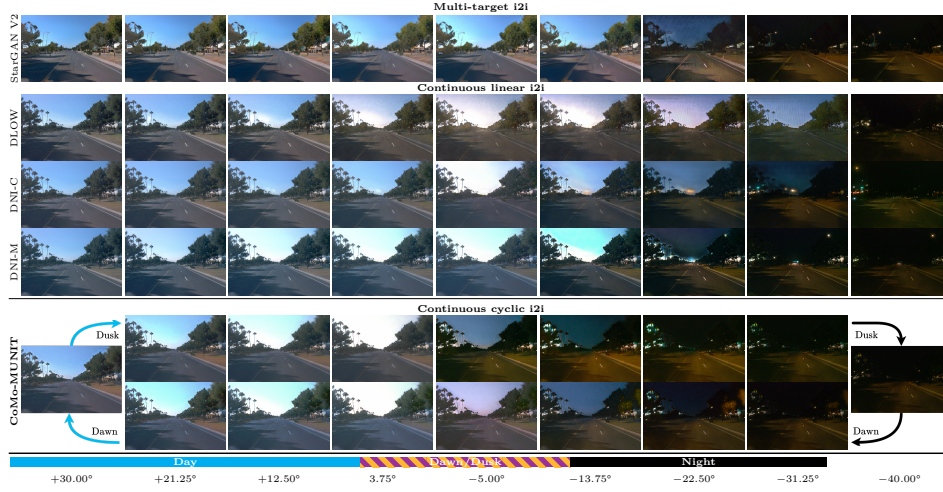 Multi-target i2i
StarGAN V2
Continuous linear i2i
DLOW
DNI-C
DNI-M
Continuous cyclic i2i
CoMo-MUNIT
Dusk
Dusk
Dawn
Dawn
Day
Dawn/Dusk
Night
+30.00° +21.25° +12.50° 3.75° −5.00° −13.75° −22.50° −31.25° −40.00°